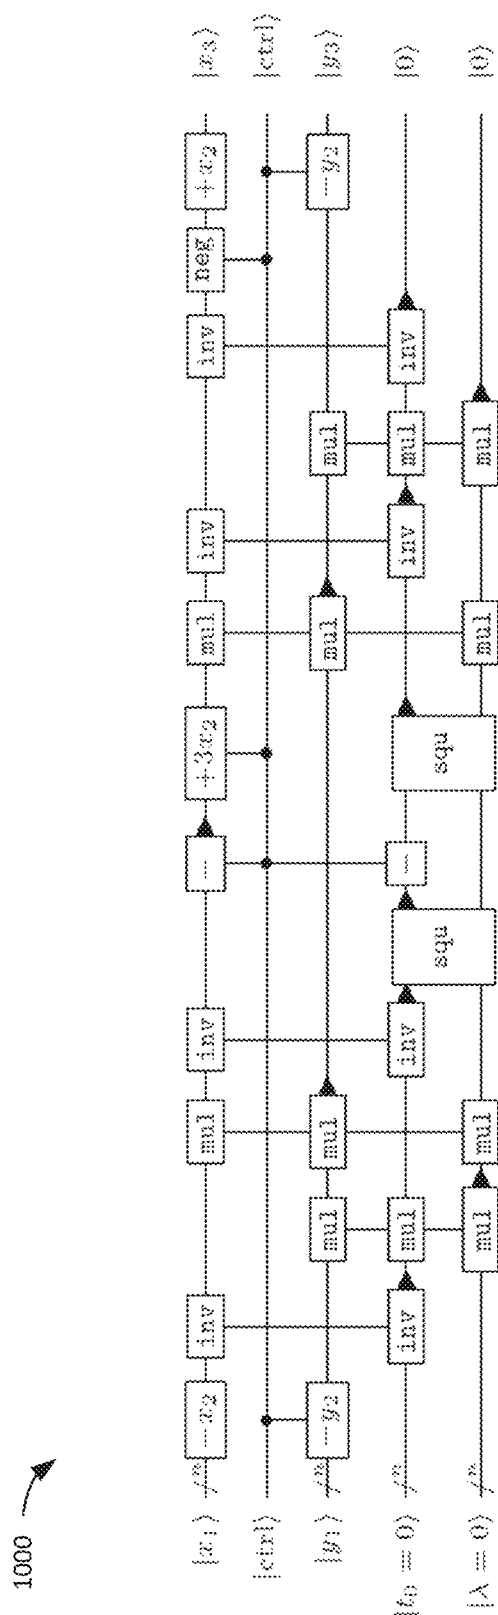 1000
|x₁⟩ n −x₂ inv mul inv − +3x₂ mul inv inv neg +x₂ |x₃⟩
|ctrl⟩ |ctrl⟩
|y₁⟩ n −y₂ mul mul mul mul −y₂ |y₃⟩
|t₀ = 0⟩ n inv mul inv squ − squ inv mul inv |0⟩
|λ = 0⟩ n mul mul mul mul |0⟩